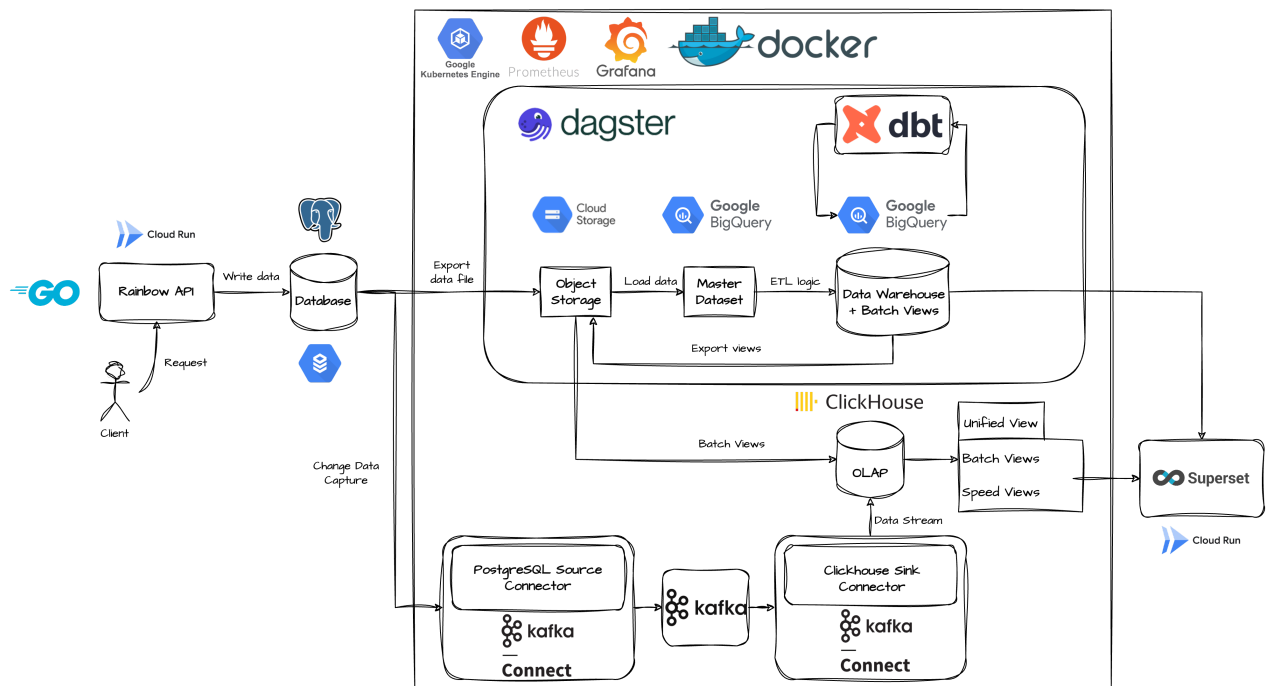 Google
Kubernetes Engine
Prometheus
Grafana
docker
dagster
dbt
Cloud
Storage
Google
BigQuery
Google
BigQuery
Cloud Run
GO
Rainbow API
Write data
Database
Export
data file
Object
Storage
Load data
Master
Dataset
ETL logic
Data Warehouse
+ Batch Views
Export views
Request
Client
ClickHouse
Batch Views
OLAP
Unified View
Batch Views
Speed Views
Superset
Cloud Run
Change Data
Capture
Data Stream
PostgreSQL Source
Connector
kafka
Connect
kafka
Clickhouse Sink
Connector
kafka
Connect